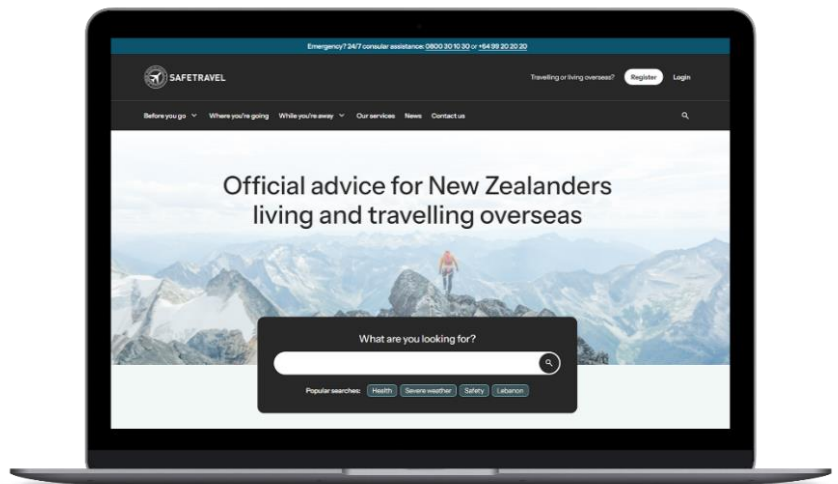 Emergency? 24/7 consular assistance: 0800 30 10 30 or +64 99 20 20 20
SAFETRAVEL
Travelling or living overseas? Register Login
Before you go Where you're going While you're away Our services News Contact us
Official advice for New Zealanders
living and travelling overseas
What are you looking for?
Popular searches: Health Severe weather Safety Lebanon